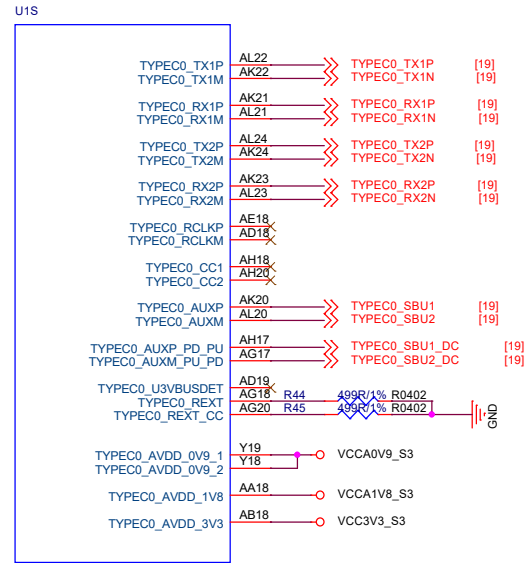 U1S
TYPEC0_TX1P AL22 TYPEC0_TX1P [19]
TYPEC0_TX1M AK22 TYPEC0_TX1N [19]
TYPEC0_RX1P AK21 TYPEC0_RX1P [19]
TYPEC0_RX1M AL21 TYPEC0_RX1N [19]
TYPEC0_TX2P AL24 TYPEC0_TX2P [19]
TYPEC0_TX2M AK24 TYPEC0_TX2N [19]
TYPEC0_RX2P AK23 TYPEC0_RX2P [19]
TYPEC0_RX2M AL23 TYPEC0_RX2N [19]
TYPEC0_RCLKP AE18
TYPEC0_RCLKM AD18
TYPEC0_CC1 AH18
TYPEC0_CC2 AH20
TYPEC0_AUXP AK20 TYPEC0_SBU1 [19]
TYPEC0_AUXM AL20 TYPEC0_SBU2 [19]
TYPEC0_AUXP_PD_PU AH17 TYPEC0_SBU1_DC [19]
TYPEC0_AUXM_PU_PD AG17 TYPEC0_SBU2_DC [19]
TYPEC0_U3VBUSDET AD19
TYPEC0_REXT AG18 R44 499R/1% R0402
TYPEC0_REXT_CC AG20 R45 499R/1% R0402
GND
TYPEC0_AVDD_0V9_1 Y19 VCCA0V9_S3
TYPEC0_AVDD_0V9_2 Y18
TYPEC0_AVDD_1V8 AA18 VCCA1V8_S3
TYPEC0_AVDD_3V3 AB18 VCC3V3_S3